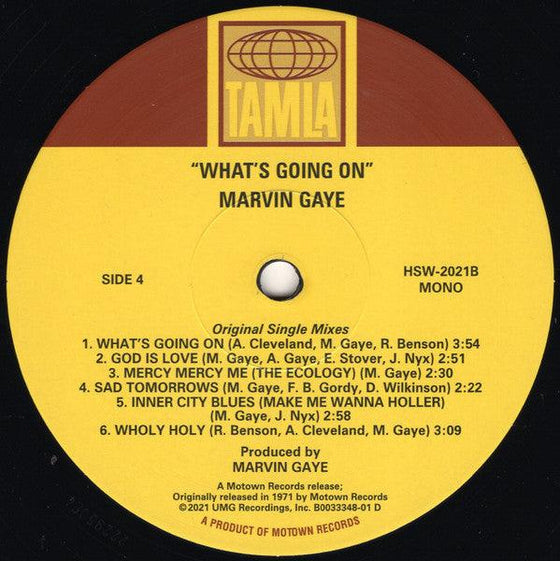 TAMLA
"WHAT'S GOING ON"
MARVIN GAYE
SIDE 4
HSW-2021B
MONO
Original Single Mixes
1. WHAT'S GOING ON (A. Cleveland, M. Gaye, R. Benson) 3:54
2. GOD IS LOVE (M. Gaye, A. Gaye, E. Stover, J. Nyx) 2:51
3. MERCY MERCY ME (THE ECOLOGY) (M. Gaye) 2:30
4. SAD TOMORROWS (M. Gaye, F. B. Gordy, D. Wilkinson) 2:22
5. INNER CITY BLUES (MAKE ME WANNA HOLLER)
(M. Gaye, J. Nyx) 2:58
6. WHOLY HOLY (R. Benson, A. Cleveland, M. Gaye) 3:09
Produced by
MARVIN GAYE
A Motown Records release;
Originally released in 1971 by Motown Records
©2021 UMG Recordings, Inc. B0033348-01 D
A PRODUCT OF MOTOWN RECORDS